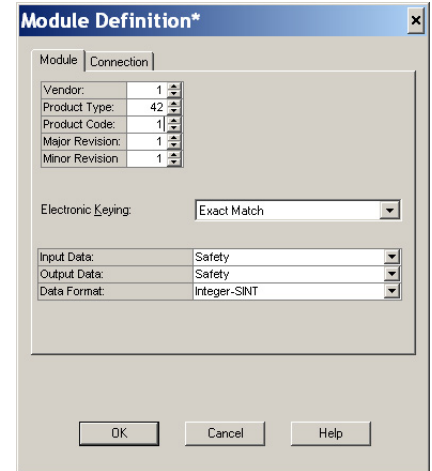 Module Definition*
Module Connection
Vendor: 1
Product Type: 42
Product Code: 1
Major Revision: 1
Minor Revision 1
Electronic Keying: Exact Match
Input Data: Safety
Output Data: Safety
Data Format: Integer-SINT
OK Cancel Help